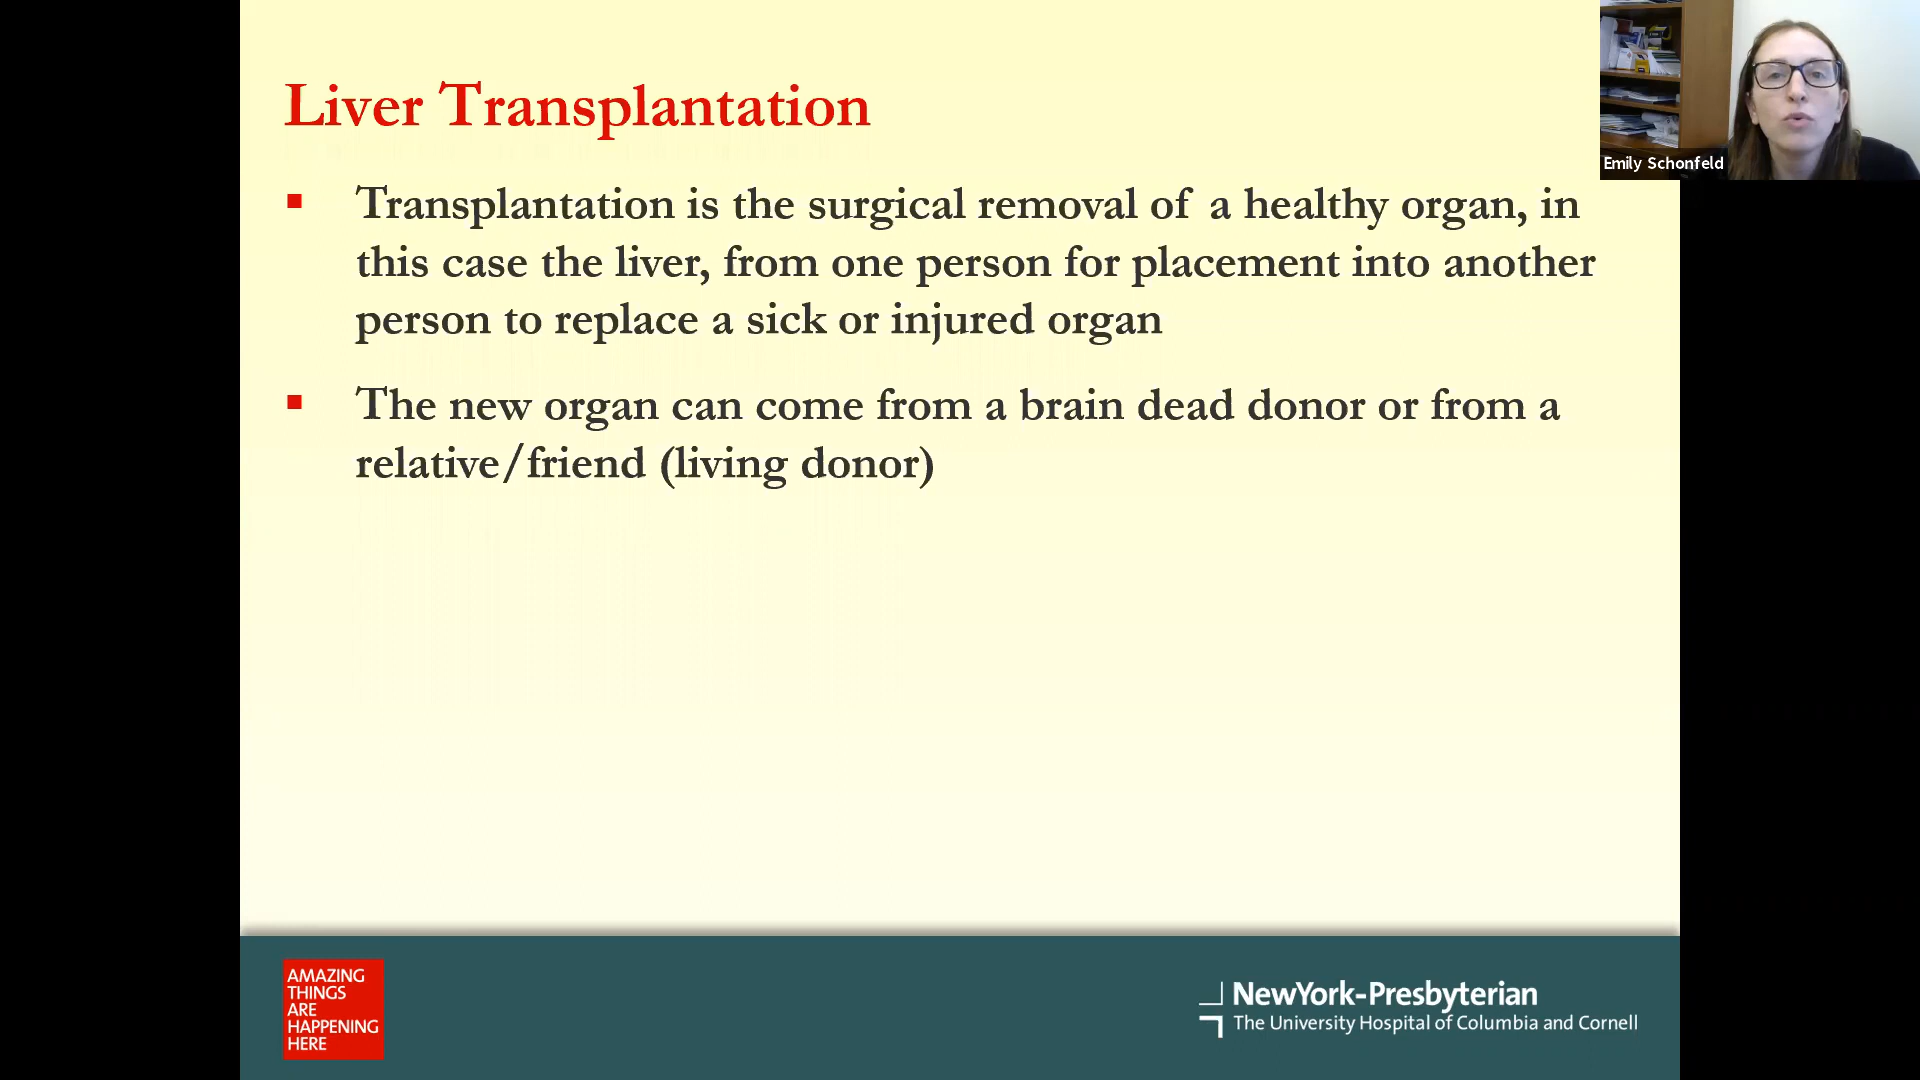 Liver Transplantation
Emily Schonfeld
Transplantation is the surgical removal of a healthy organ, in
this case the liver, from one person for placement into another
person to replace a sick or injured organ
The new organ can come from a brain dead donor or from a
relative/friend (living donor)
AMAZING
THINGS
ARE
HAPPENING
HERE
NewYork-Presbyterian
The University Hospital of Columbia and Cornell